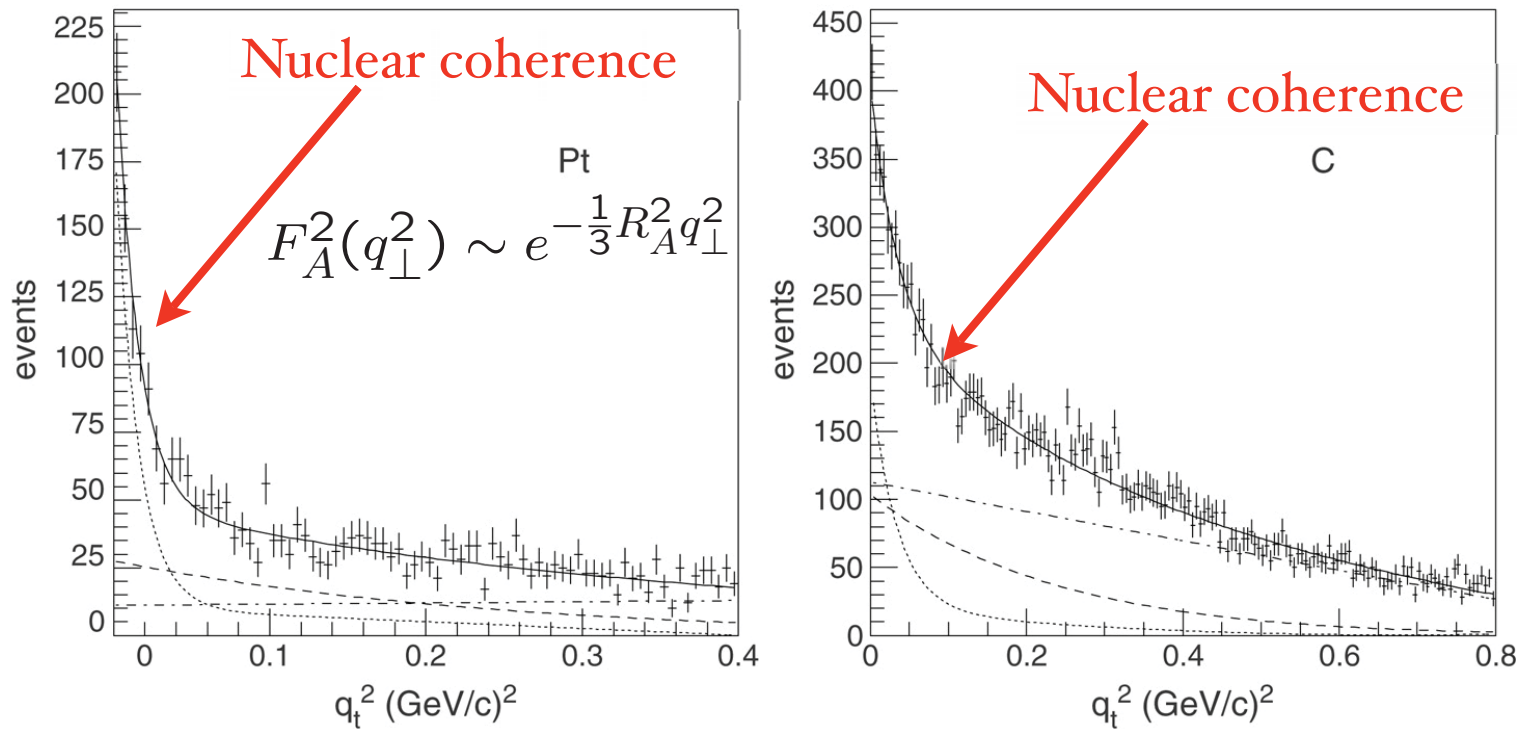 225
200
175
150
125
100
75
50
25
0
events
Nuclear coherence
Pt
F_A^2(q_⊥^2) ∼ e^{-\frac{1}{3}R_A^2 q_⊥^2}
0 0.1 0.2 0.3 0.4
q_t^2 (GeV/c)^2
450
400
350
300
250
200
150
100
50
0
events
Nuclear coherence
C
0 0.2 0.4 0.6 0.8
q_t^2 (GeV/c)^2